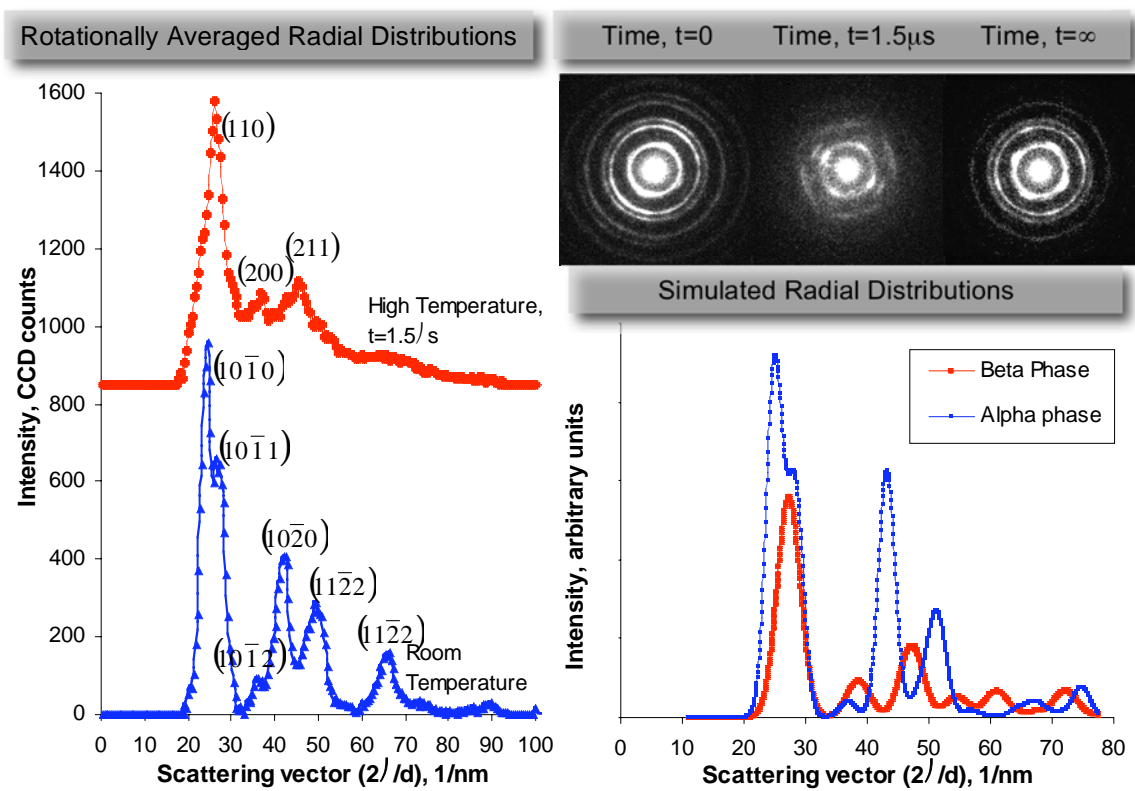 Rotationally Averaged Radial Distributions
1600
1400
1200
1000
800
600
400
200
0
0 10 20 30 40 50 60 70 80 90 100
Intensity, CCD counts
Scattering vector (2⌡/d), 1/nm
(110)
(200)
(211)
High Temperature,
t=1.5⌡s
(101̅0)
(101̅1)
(101̅2)
(102̅0)
(112̅2)
(112̅2)
Room
Temperature
Time, t=0 Time, t=1.5μs Time, t=∞
Simulated Radial Distributions
Beta Phase
Alpha phase
Intensity, arbitrary units
0 10 20 30 40 50 60 70 80
Scattering vector (2⌡/d), 1/nm